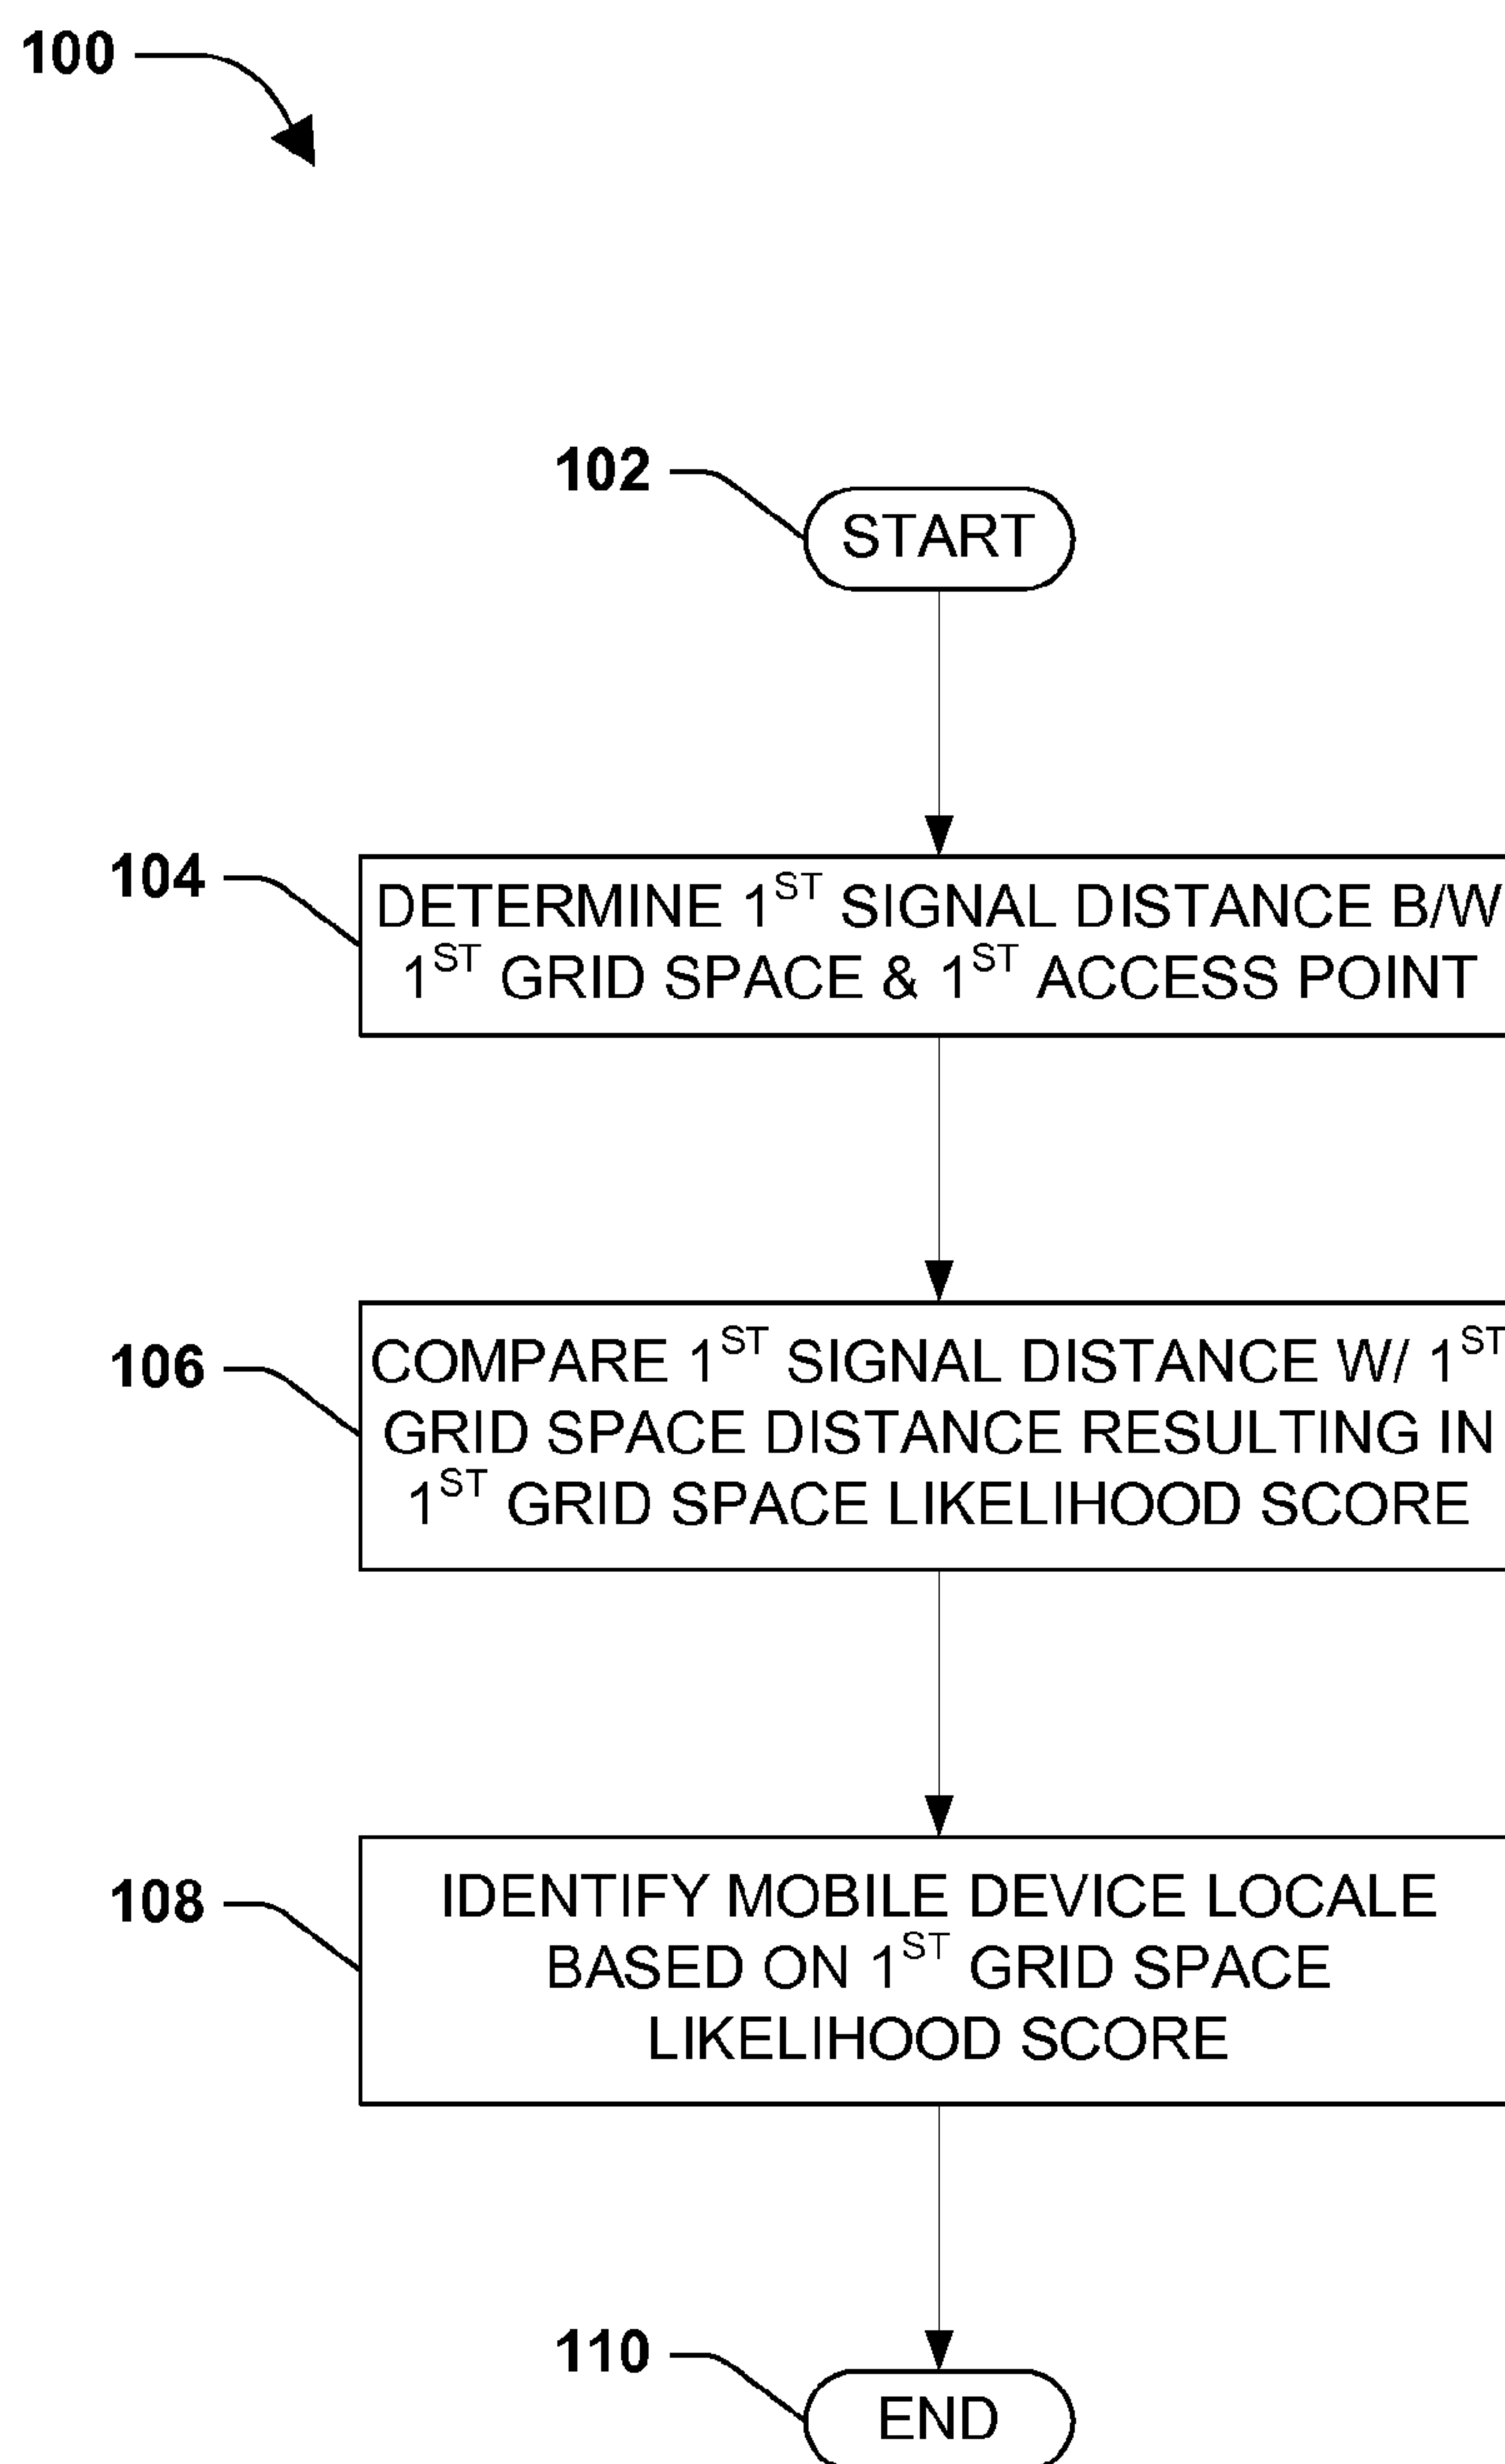 100
102
START
104
DETERMINE 1ST SIGNAL DISTANCE B/W
1ST GRID SPACE & 1ST ACCESS POINT
106
COMPARE 1ST SIGNAL DISTANCE W/ 1ST
GRID SPACE DISTANCE RESULTING IN
1ST GRID SPACE LIKELIHOOD SCORE
108
IDENTIFY MOBILE DEVICE LOCALE
BASED ON 1ST GRID SPACE
LIKELIHOOD SCORE
110
END